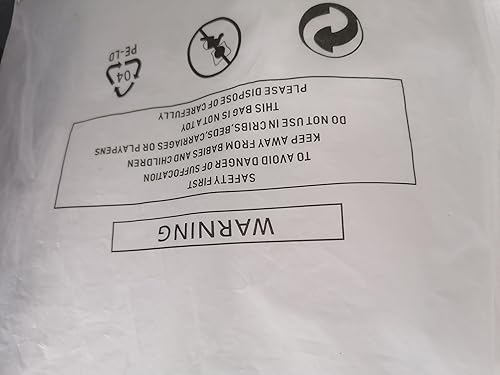 WARNING
SAFETY FIRST
TO AVOID DANGER OF SUFFOCATION
KEEP AWAY FROM BABIES AND CHILDREN
DO NOT USE IN CRIBS,BEDS,CARRIAGES OR PLAYPENS
THIS BAG IS NOT A TOY
PLEASE DISPOSE OF CAREFULLY
04
PE-LD